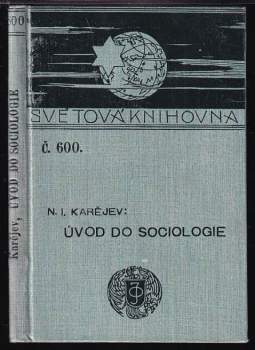 SVĚTOVÁ KNIHOVNA
Č. 600.
N. I. KARĚJEV:
ÚVOD DO SOCIOLOGIE
Karějev, ÚVOD DO SOCIOLOGIE
600